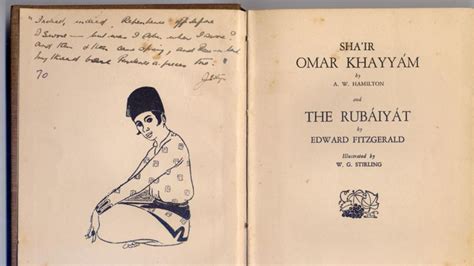 "Indeed, indeed, Repentance oft before
I swore – but was I sober when I swore?
And then & then came Spring, and Rose-in-
my thread bare Penitence a pieces tore."
70
SHA'IR
OMAR KHAYYÁM
by
A. W. HAMILTON
and
THE RUBÁIYÁT
by
EDWARD FITZGERALD
Illustrated by
W. G. STIRLING